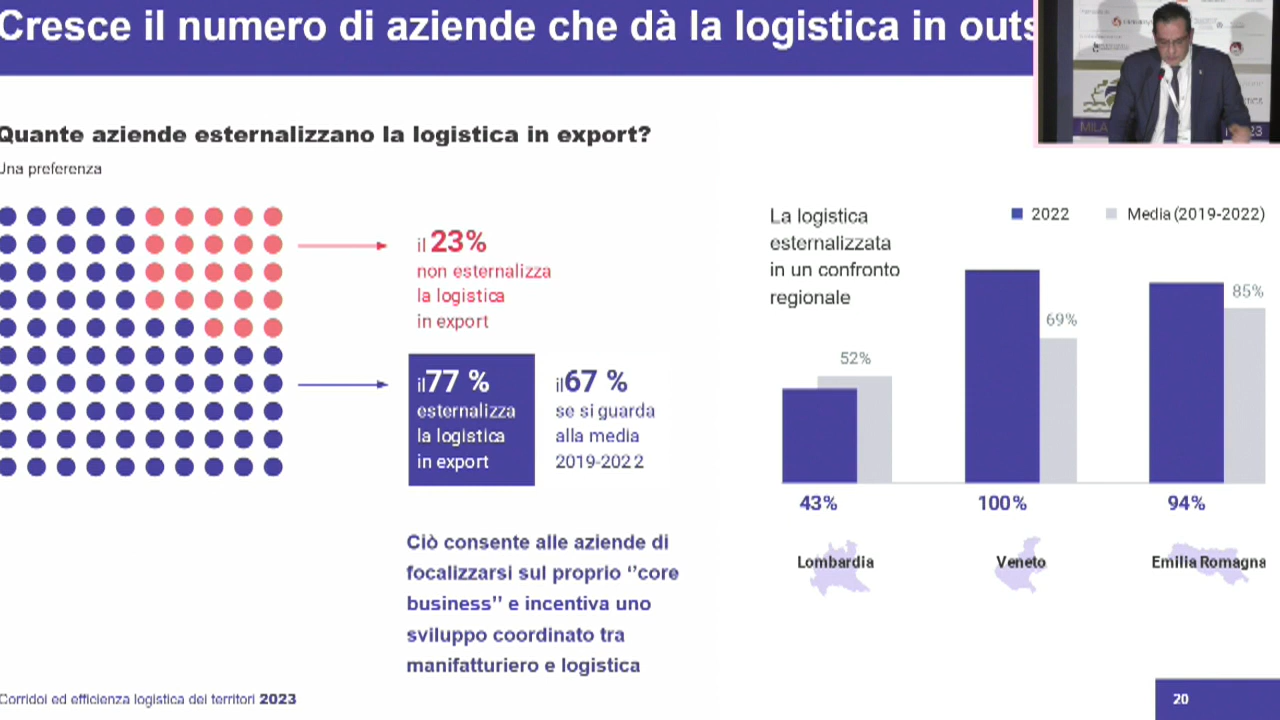 Cresce il numero di aziende che dà la logistica in outs
Quante aziende esternalizzano la logistica in export?
Una preferenza
il 23%
non esternalizza
la logistica
in export
il 77 %
esternalizza
la logistica
in export
il 67 %
se si guarda
alla media
2019-2022
Ciò consente alle aziende di
focalizzarsi sul proprio ‘’core
business’’ e incentiva uno
sviluppo coordinato tra
manifatturiero e logistica
La logistica
esternalizzata
in un confronto
regionale
2022
Media (2019-2022)
52%
69%
85%
43%
100%
94%
Lombardia
Veneto
Emilia Romagna
Corridoi ed efficienza logistica dei territori 2023
20